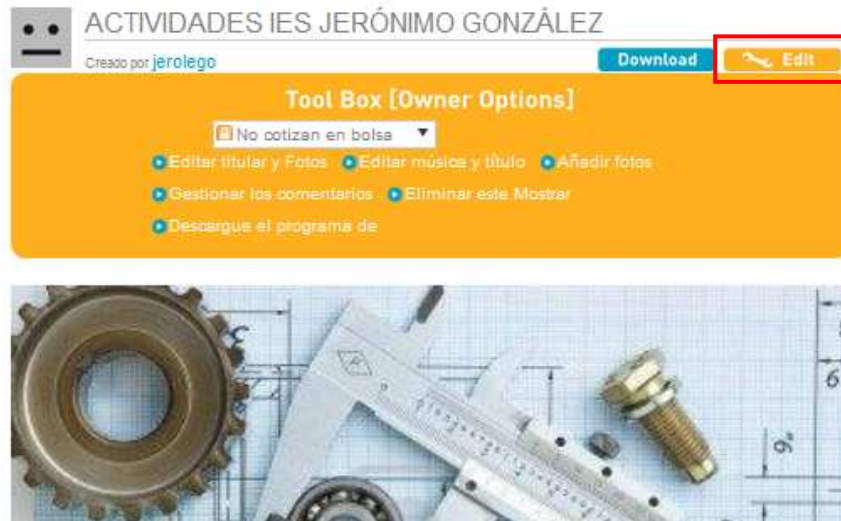 ACTIVIDADES IES JERÓNIMO GONZÁLEZ
Creado por jerolego
Download
Edit
Tool Box [Owner Options]
No cotizan en bolsa
Editar titular y Fotos Editar música y título Añadir fotos
Gestionar los comentarios Eliminar este Mostrar
Descargue el programa de